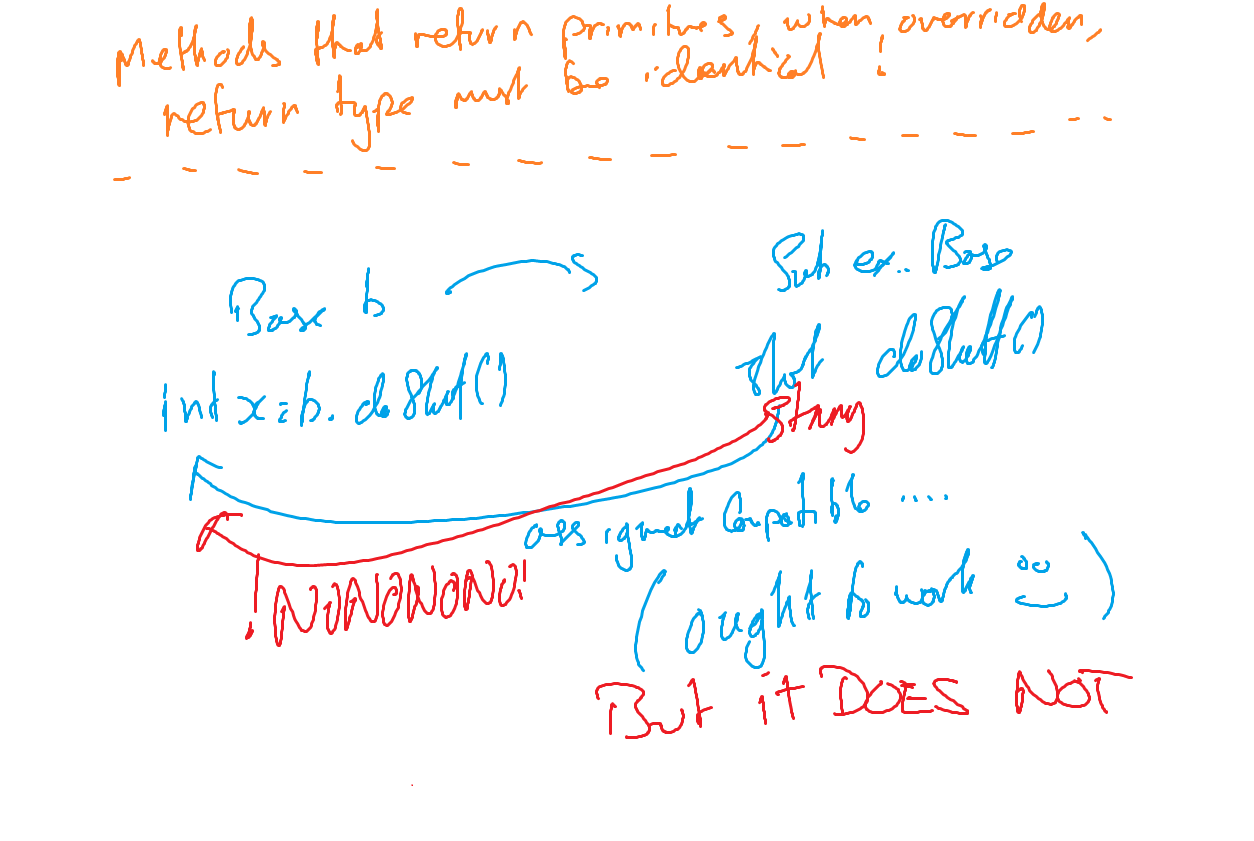 Methods that return primitives, when overridden,
return type must be identical !
Base b
Sub ex.. Base
int x = b. doStuff()
short doStuff()
String
assignment compatible ....
! NONONONO!
(ought to work )
But it DOES NOT